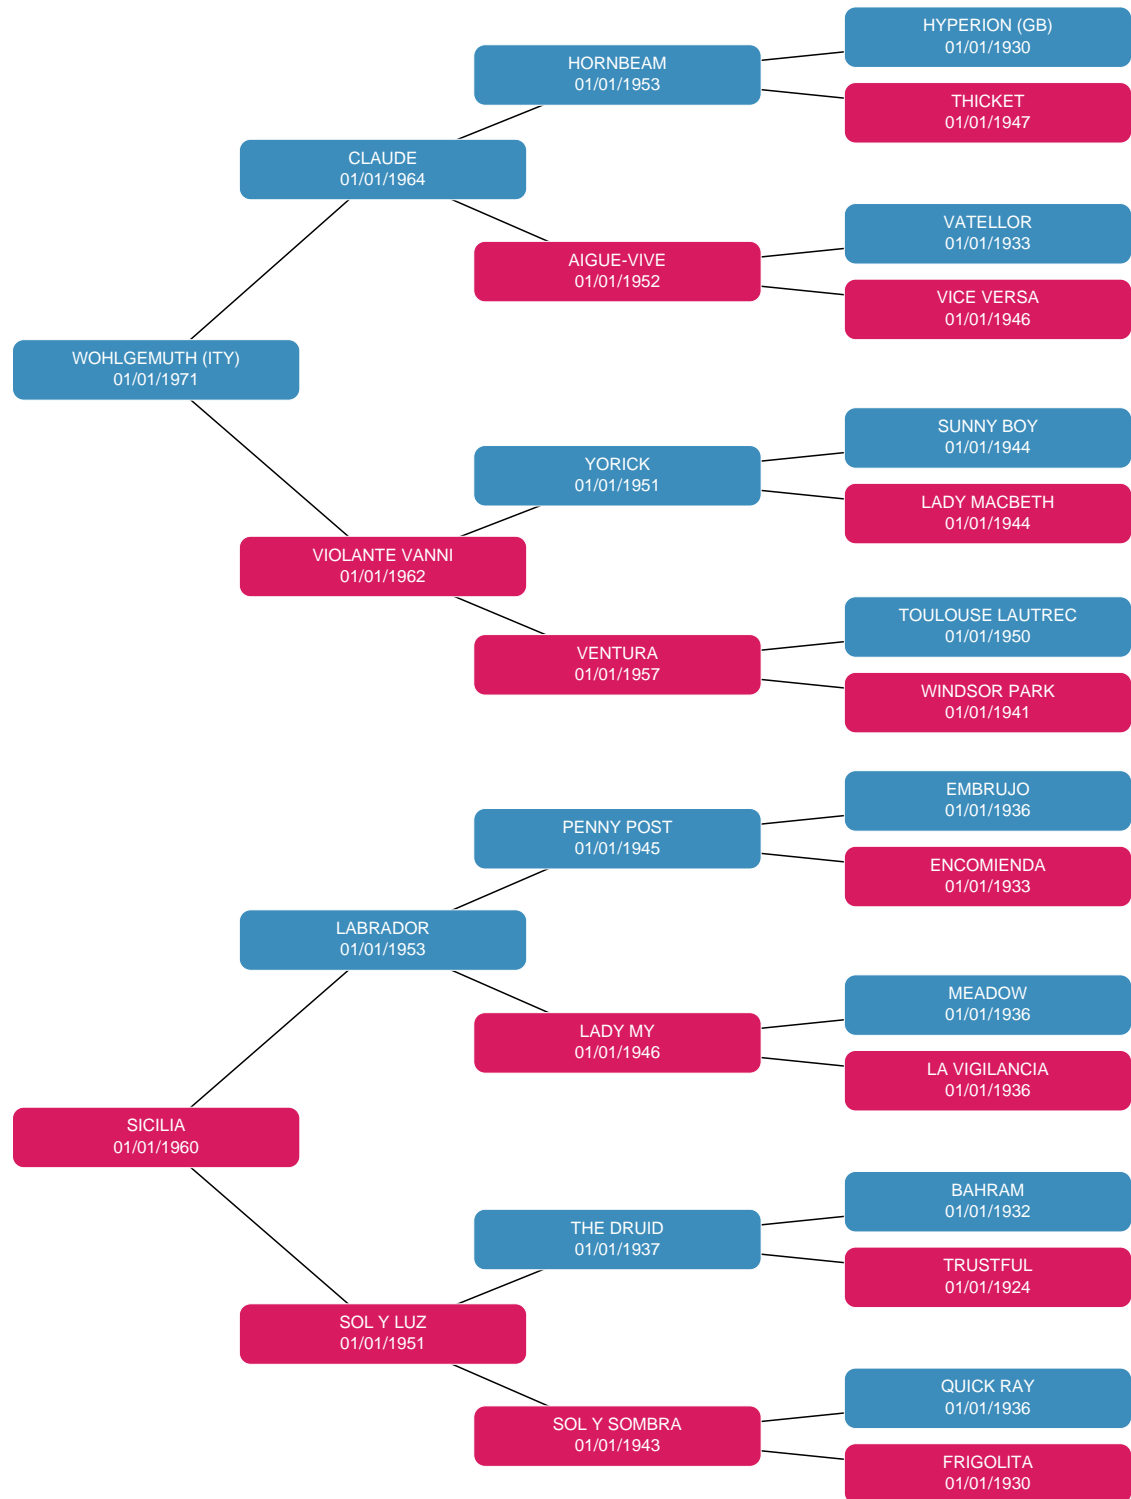 HYPERION (GB)
01/01/1930
HORNBEAM
01/01/1953
THICKET
01/01/1947
CLAUDE
01/01/1964
VATELLOR
01/01/1933
AIGUE-VIVE
01/01/1952
VICE VERSA
01/01/1946
WOHLGEMUTH (ITY)
01/01/1971
SUNNY BOY
01/01/1944
YORICK
01/01/1951
LADY MACBETH
01/01/1944
VIOLANTE VANNI
01/01/1962
TOULOUSE LAUTREC
01/01/1950
VENTURA
01/01/1957
WINDSOR PARK
01/01/1941
EMBRUJO
01/01/1936
PENNY POST
01/01/1945
ENCOMIENDA
01/01/1933
LABRADOR
01/01/1953
MEADOW
01/01/1936
LADY MY
01/01/1946
LA VIGILANCIA
01/01/1936
SICILIA
01/01/1960
BAHRAM
01/01/1932
THE DRUID
01/01/1937
TRUSTFUL
01/01/1924
SOL Y LUZ
01/01/1951
QUICK RAY
01/01/1936
SOL Y SOMBRA
01/01/1943
FRIGOLITA
01/01/1930